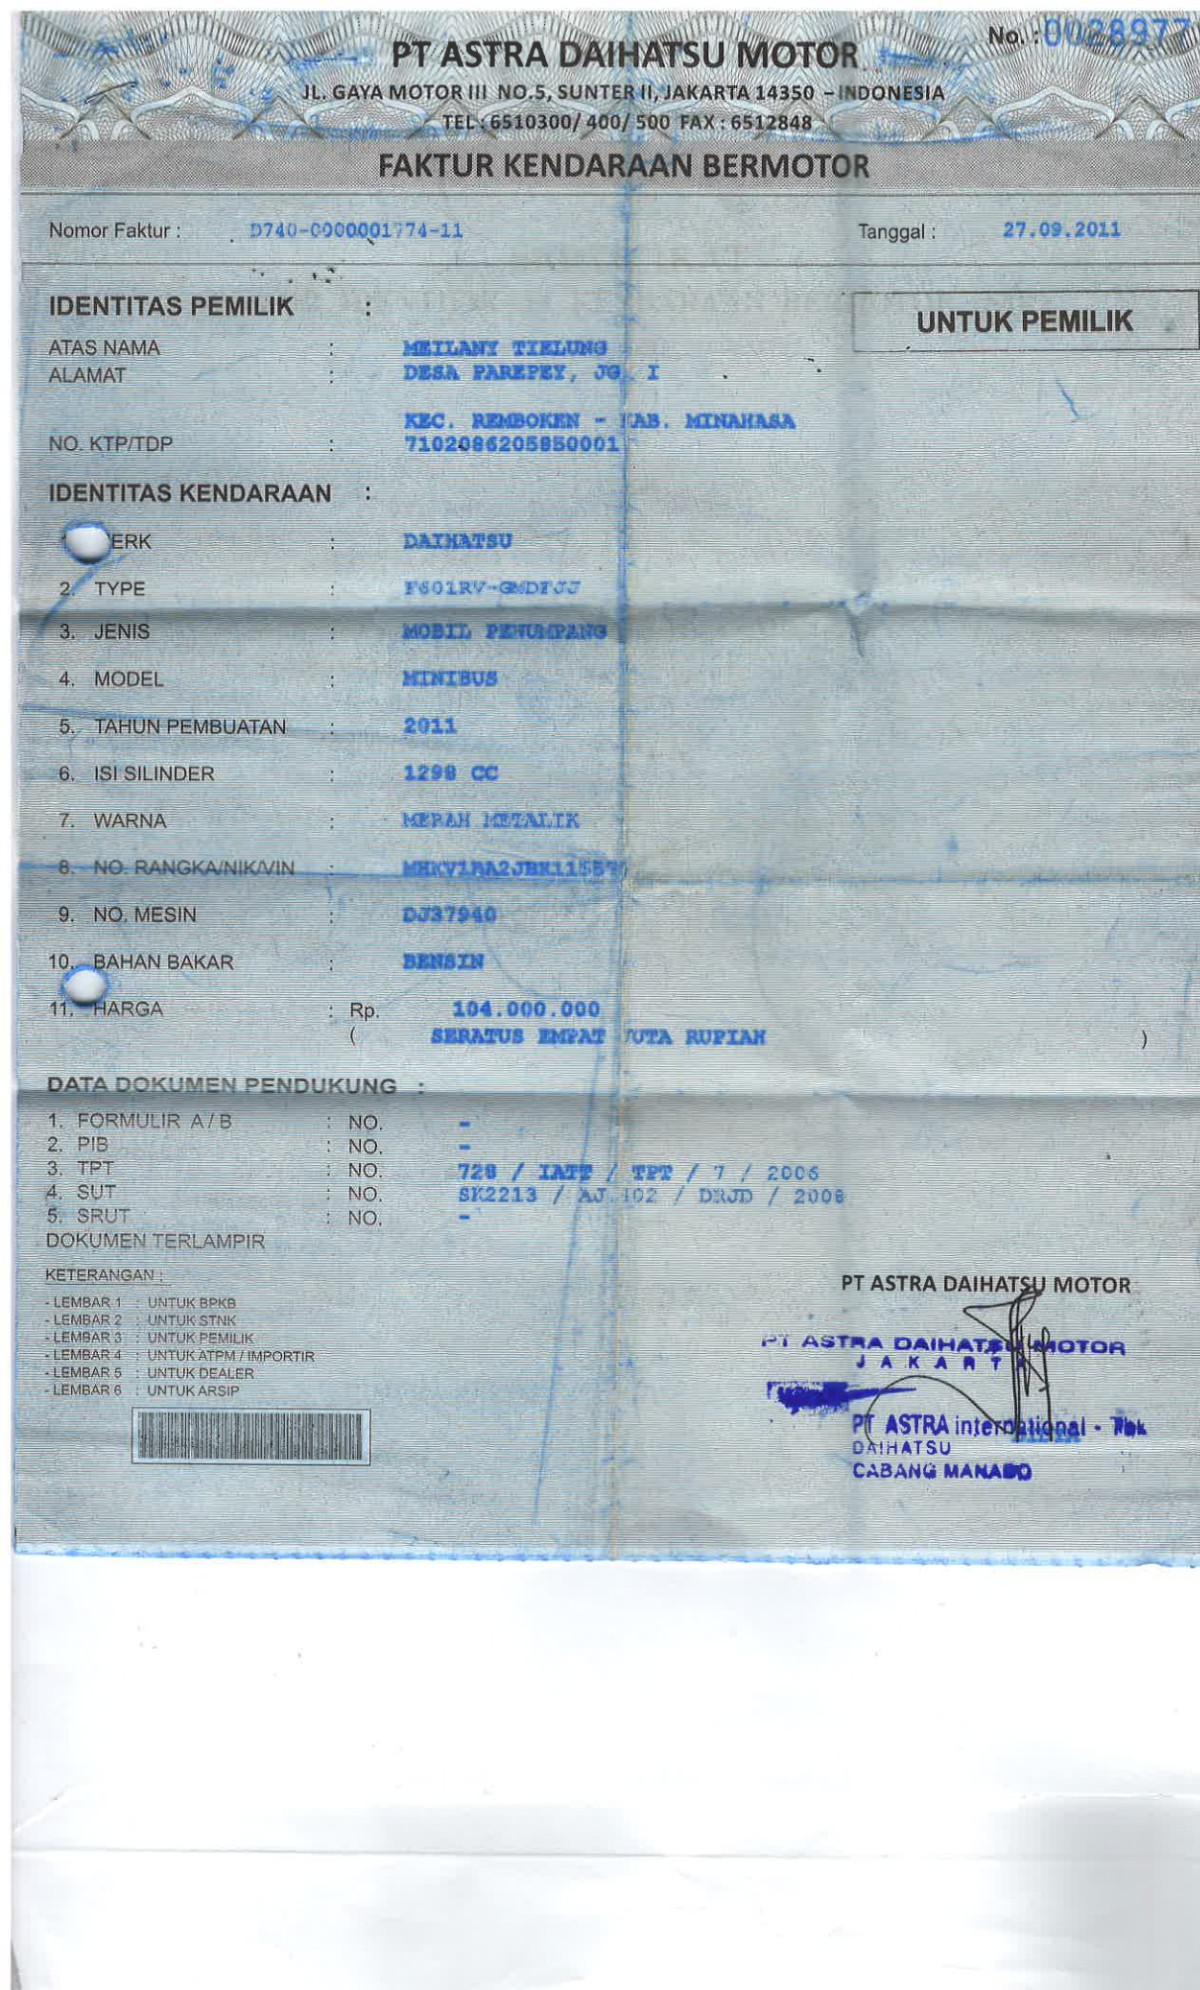 No. : 0028977
PT ASTRA DAIHATSU MOTOR
JL. GAYA MOTOR III NO.5, SUNTER II, JAKARTA 14350 – INDONESIA
TEL : 6510300/ 400/ 500 FAX : 6512848
FAKTUR KENDARAAN BERMOTOR
Nomor Faktur : D740-0000001774-11 Tanggal : 27.09.2011
IDENTITAS PEMILIK :
UNTUK PEMILIK
ATAS NAMA : MEILANY TIELUNG
ALAMAT : DESA PAREPEY, JG. I
KEC. REMBOKEN - KAB. MINAHASA
NO. KTP/TDP : 7102086205850001
IDENTITAS KENDARAAN :
ERK : DAIHATSU
2. TYPE : F601RV-GMDFJJ
3. JENIS : MOBIL PENUMPANG
4. MODEL : MINIBUS
5. TAHUN PEMBUATAN : 2011
6. ISI SILINDER : 1298 CC
7. WARNA : MERAH METALIK
8. NO. RANGKA/NIK/VIN :
9. NO. MESIN : DJ37940
10. BAHAN BAKAR : BENSIN
11. HARGA : Rp. 104.000.000
( SERATUS EMPAT JUTA RUPIAH )
DATA DOKUMEN PENDUKUNG :
1. FORMULIR A / B : NO. -
2. PIB : NO. -
3. TPT : NO. 728 / IATT / TPT / 7 / 2006
4. SUT : NO. SK2213 / AJ.402 / DRJD / 2008
5. SRUT : NO. -
DOKUMEN TERLAMPIR
KETERANGAN :
- LEMBAR 1 : UNTUK BPKB
- LEMBAR 2 : UNTUK STNK
- LEMBAR 3 : UNTUK PEMILIK
- LEMBAR 4 : UNTUK ATPM / IMPORTIR
- LEMBAR 5 : UNTUK DEALER
- LEMBAR 6 : UNTUK ARSIP
PT ASTRA DAIHATSU MOTOR
PT ASTRA DAIHATSU MOTOR
JAKARTA
PT ASTRA international - Tbk
DAIHATSU
CABANG MANADO